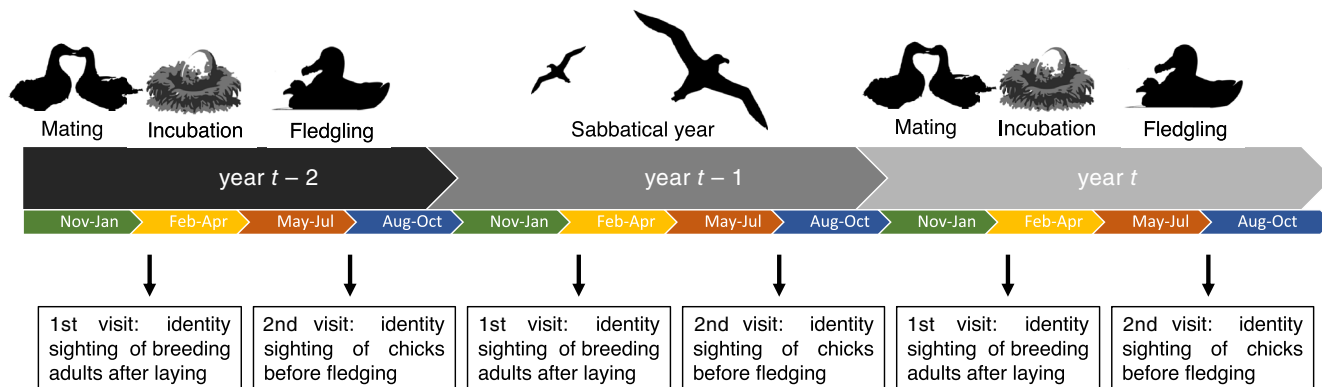 Mating Incubation Fledgling Sabbatical year Mating Incubation Fledgling
year t – 2 year t – 1 year t
Nov-Jan Feb-Apr May-Jul Aug-Oct Nov-Jan Feb-Apr May-Jul Aug-Oct Nov-Jan Feb-Apr May-Jul Aug-Oct
1st visit: identity
sighting of breeding
adults after laying
2nd visit: identity
sighting of chicks
before fledging
1st visit: identity
sighting of breeding
adults after laying
2nd visit: identity
sighting of chicks
before fledging
1st visit: identity
sighting of breeding
adults after laying
2nd visit: identity
sighting of chicks
before fledging